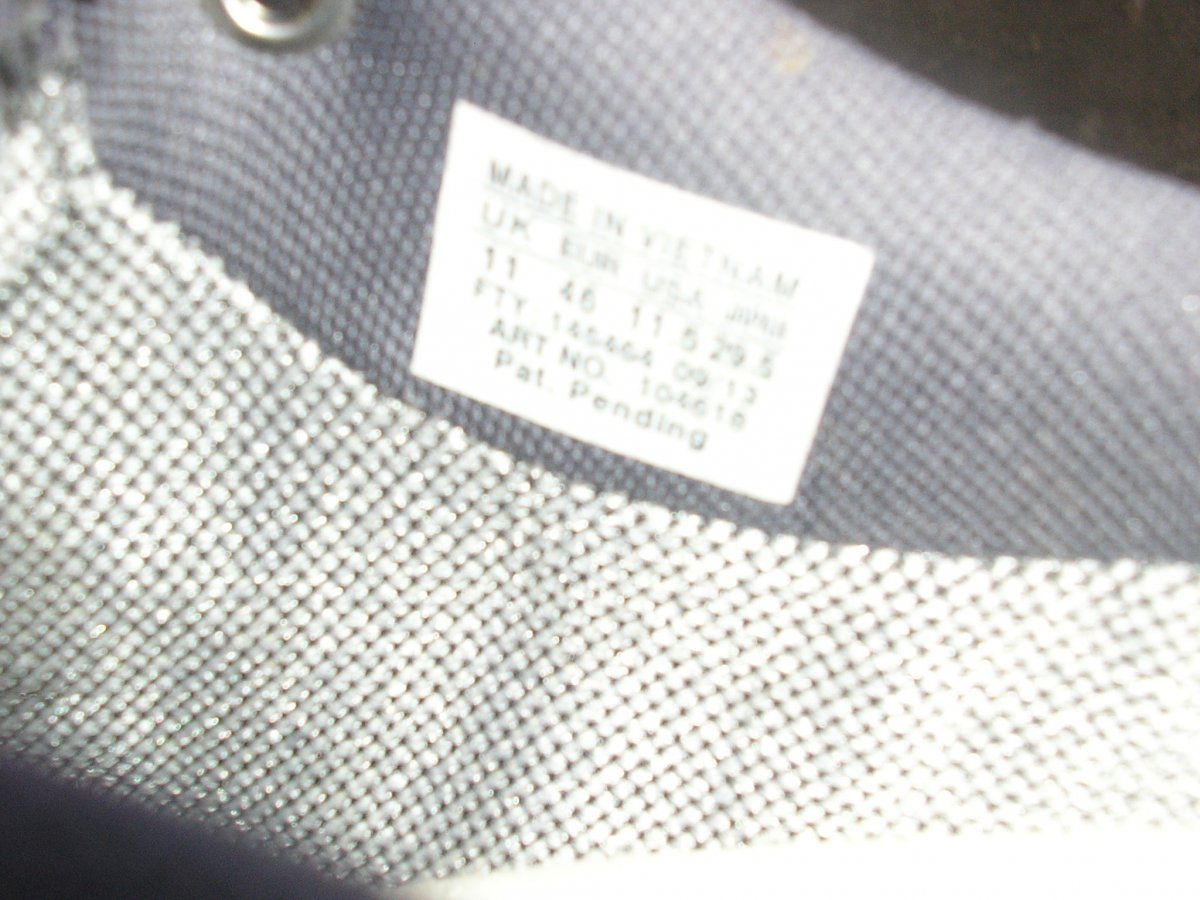 MADE IN VIETNAM
UK EUR USA JAPAN
11 46 11.5 29.5
FTY. 09/13
ART NO. 104618
Pat. Pending